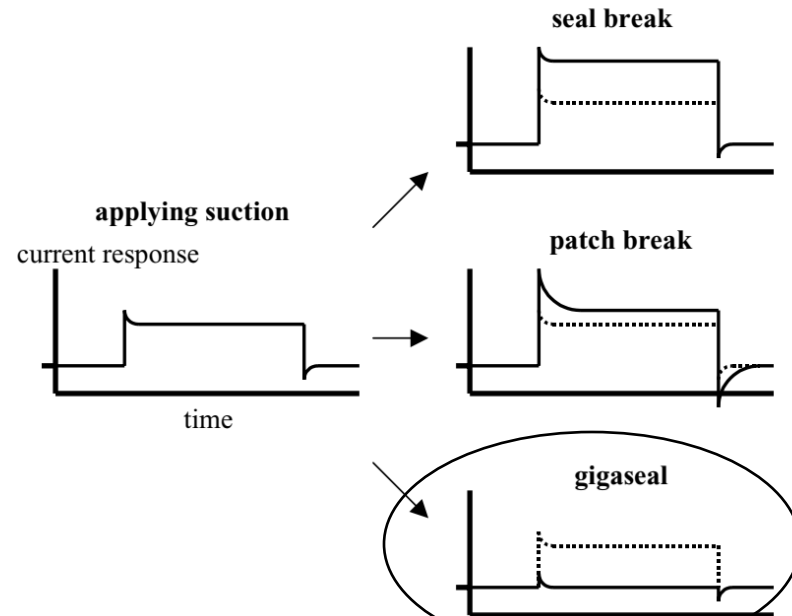 seal break
applying suction
current response
patch break
time
gigaseal